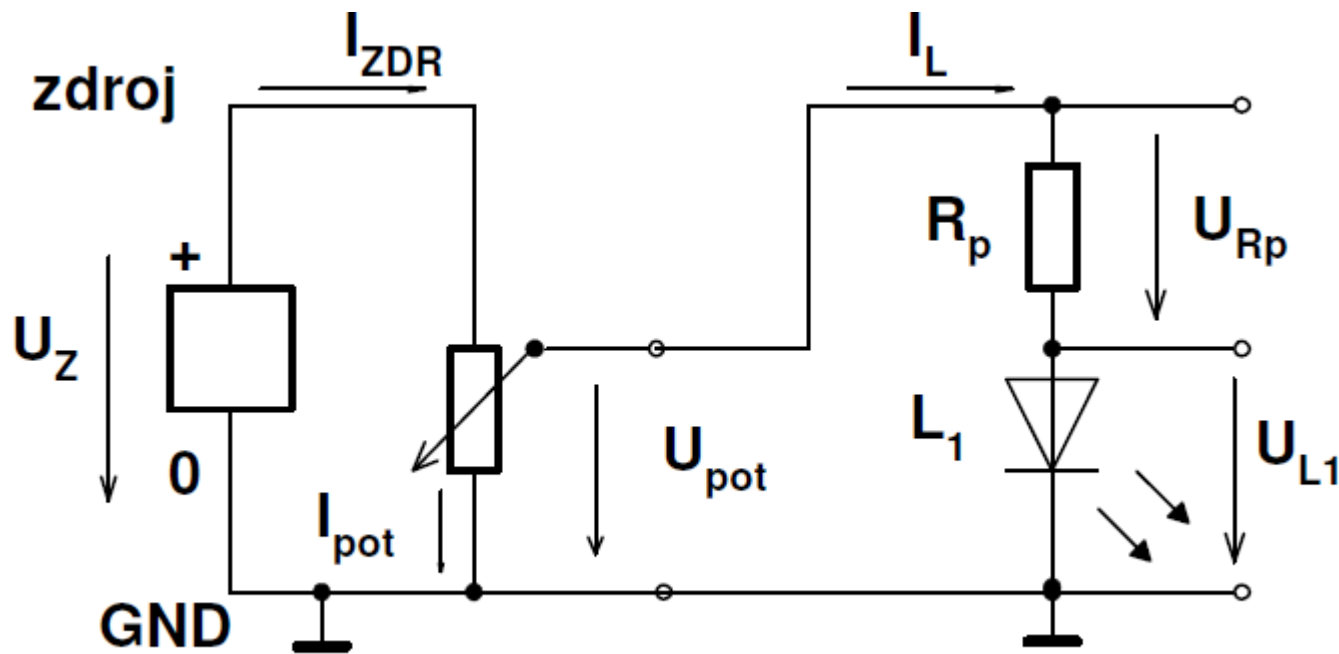 I_ZDR
I_L
zdroj
R_p
U_Rp
+
U_Z
L_1
U_L1
0
U_pot
I_pot
GND